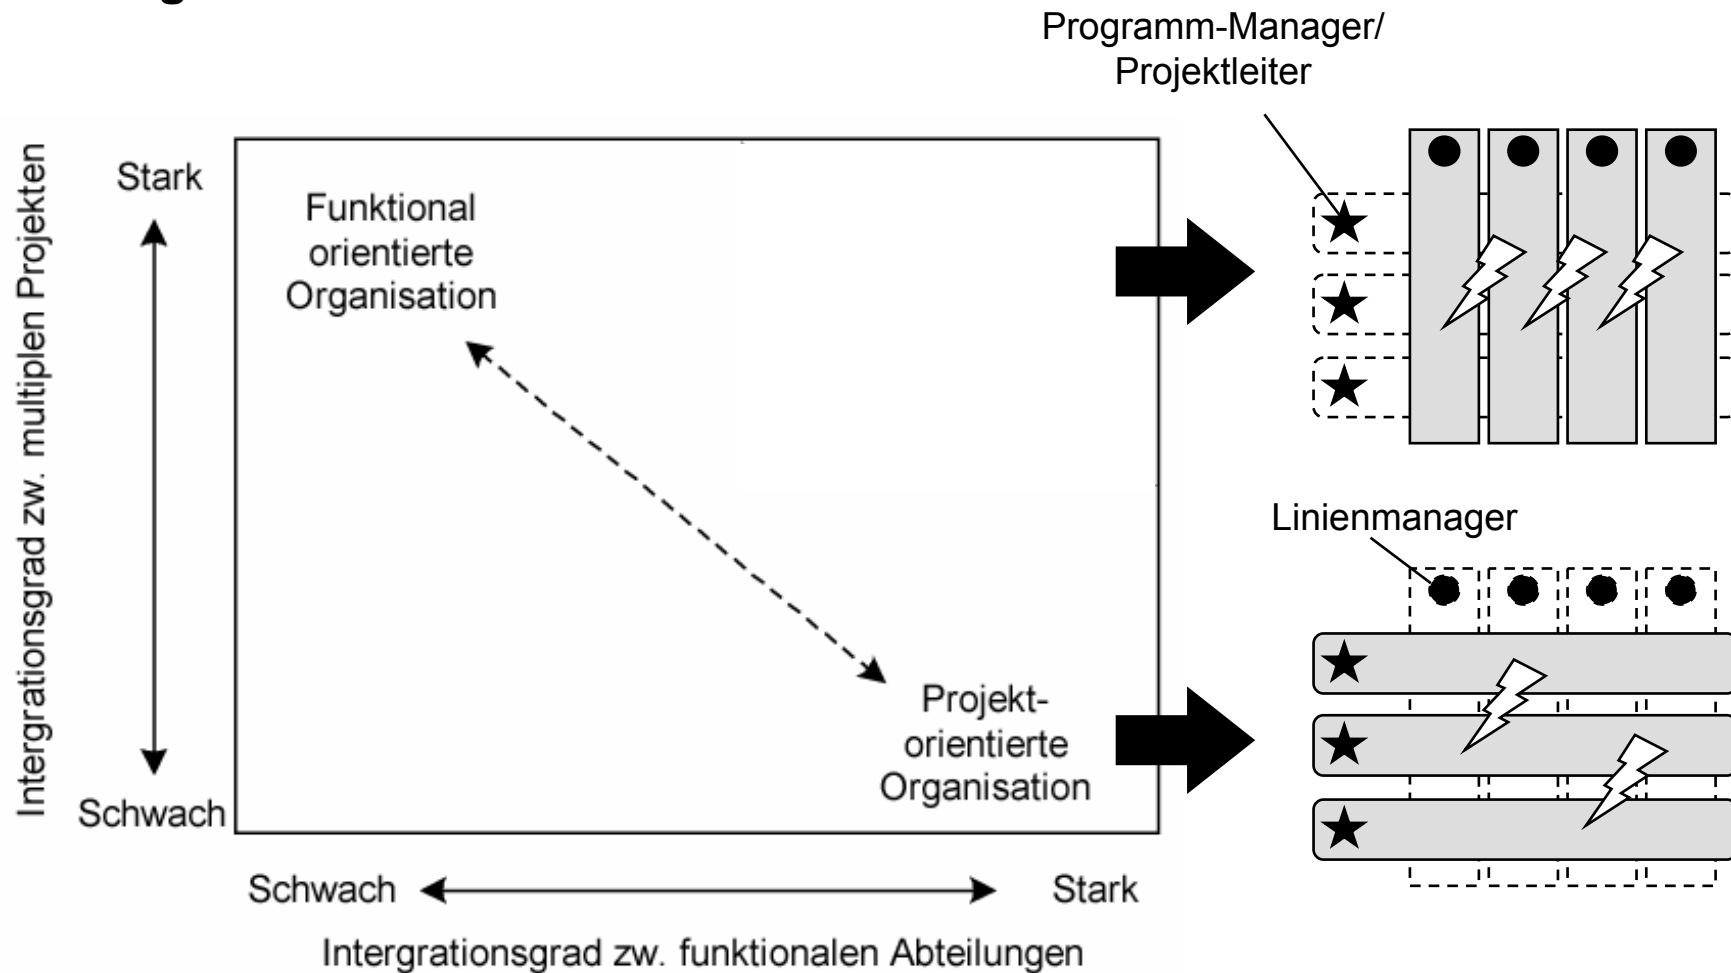 Programm-Manager/
Projektleiter
Intergrationsgrad zw. multiplen Projekten
Stark
Funktional
orientierte
Organisation
Linienmanager
Projekt-
orientierte
Organisation
Schwach
Schwach
Stark
Intergrationsgrad zw. funktionalen Abteilungen